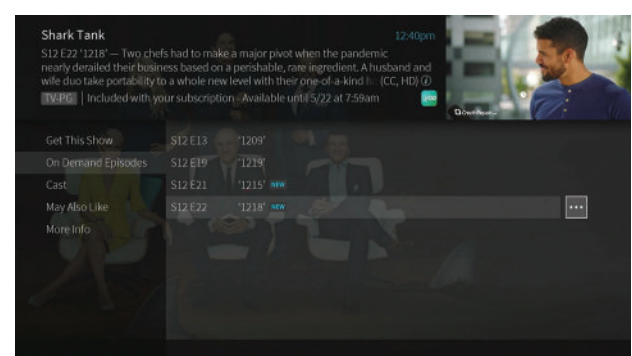 Shark Tank
12:40pm
S12 E22 '1218' — Two chefs had to make a major pivot when the pandemic
nearly derailed their business based on a perishable, rare ingredient. A husband and
wife duo take portability to a whole new level with their one-of-a-kind h (CC, HD)
TV-PG | Included with your subscription - Available until 5/22 at 7:59am
Get This Show
S12 E13 '1209'
On Demand Episodes
S12 E19 '1219'
Cast
S12 E21 '1215' NEW
May Also Like
S12 E22 '1218' NEW
More Info